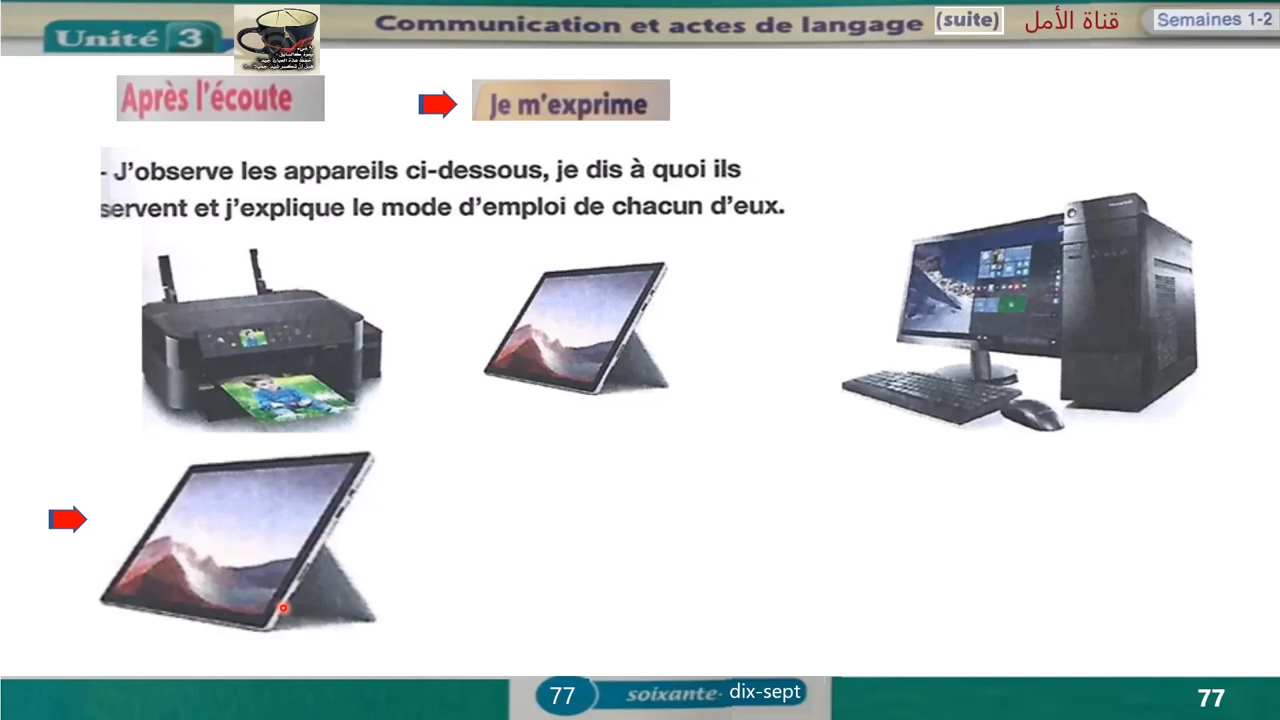 Unité 3
Communication et actes de langage (suite)
قناة الأمل
Semaines 1-2
Après l'écoute
Je m'exprime
- J'observe les appareils ci-dessous, je dis à quoi ils
servent et j'explique le mode d'emploi de chacun d'eux.
77 soixante- dix-sept
77